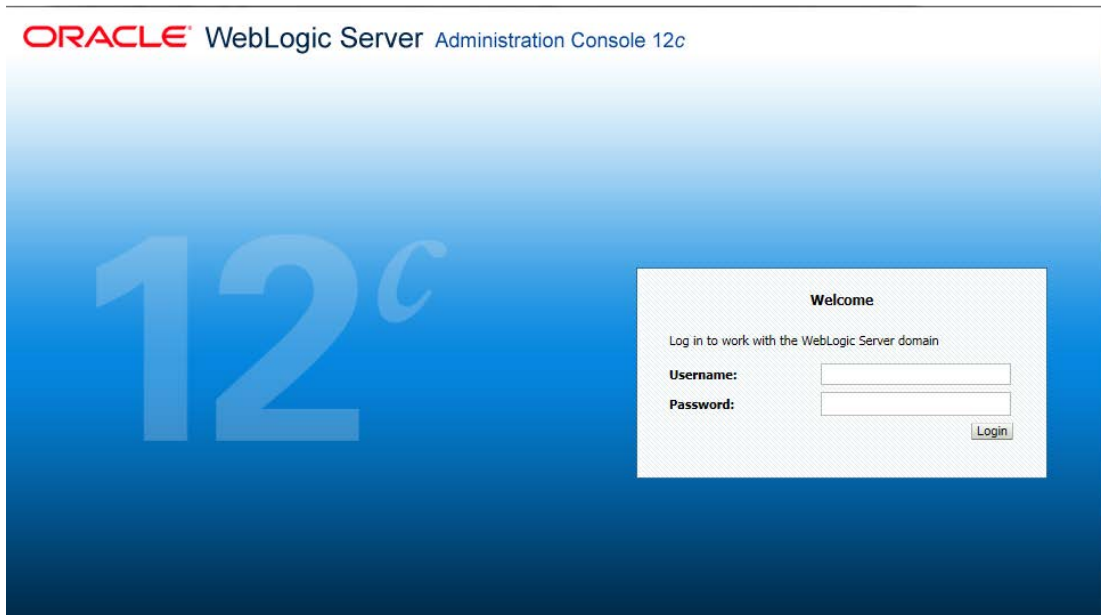 ORACLE WebLogic Server Administration Console 12c
12c
Welcome
Log in to work with the WebLogic Server domain
Username:
Password:
Login